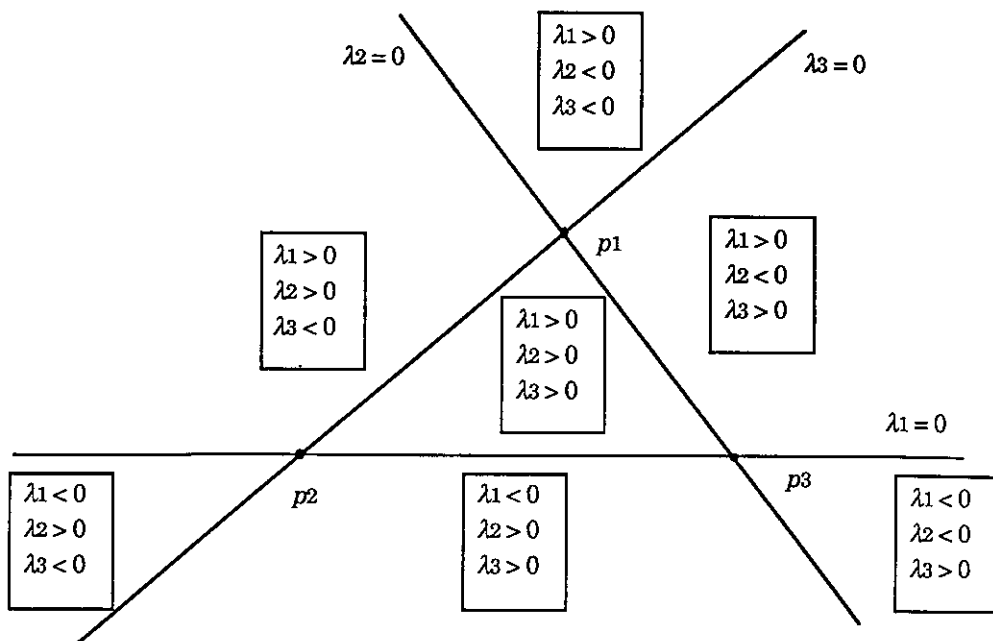 λ1 > 0
λ2 < 0
λ3 < 0
λ2 = 0
λ3 = 0
λ1 > 0
λ2 > 0
λ3 < 0
p1
λ1 > 0
λ2 < 0
λ3 > 0
λ1 > 0
λ2 > 0
λ3 > 0
λ1 = 0
p2
p3
λ1 < 0
λ2 > 0
λ3 < 0
λ1 < 0
λ2 > 0
λ3 > 0
λ1 < 0
λ2 < 0
λ3 > 0